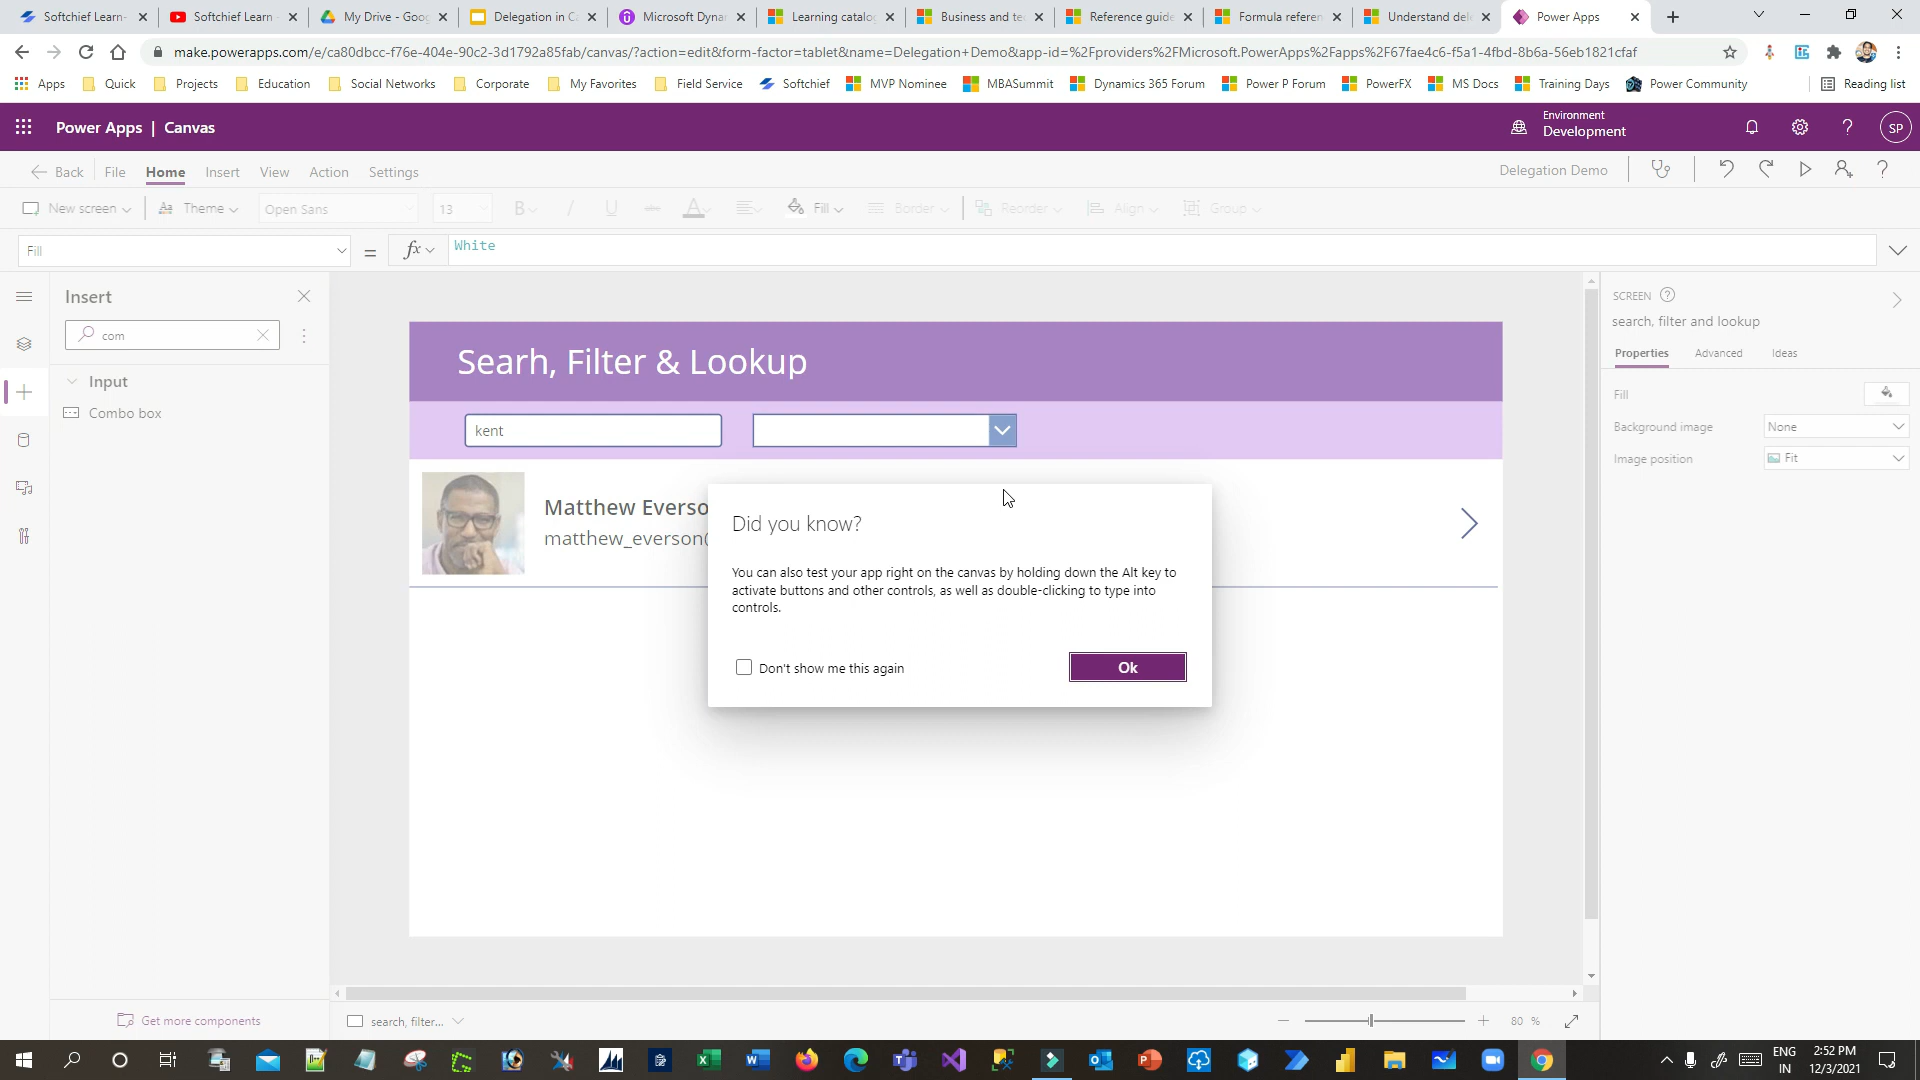 Softchief Learn-
Softchief Learn
My Drive - Goog
Delegation in Ca
Microsoft Dynam
Learning catalog
Business and te
Reference guide
Formula referen
Understand del
Power Apps
make.powerapps.com/e/ca80dbcc-f76e-404e-90c2-3d1792a85fab/canvas/?action=edit&form-factor=tablet&name=Delegation+Demo&app-id=%2Fproviders%2FMicrosoft.PowerApps%2Fapps%2F67fae4c6-f5a1-4fbd-8b6a-56eb1821cfaf
Apps Quick Projects Education Social Networks Corporate My Favorites Field Service Softchief MVP Nominee MBASummit Dynamics 365 Forum Power P Forum PowerFX MS Docs Training Days Power Community Reading list
Power Apps | Canvas
Environment
Development
SP
Back File Home Insert View Action Settings
Delegation Demo
New screen Theme Open Sans 13 B / U abc A Fill Border Reorder Align Group
Fill = fx White
Insert
com
Input
Combo box
Get more components
Searh, Filter & Lookup
kent
Matthew Everso
matthew_everson(
Did you know?
You can also test your app right on the canvas by holding down the Alt key to
activate buttons and other controls, as well as double-clicking to type into
controls.
Don't show me this again
Ok
SCREEN
search, filter and lookup
Properties Advanced Ideas
Fill
Background image None
Image position Fit
search, filter...
80 %
ENG
IN
2:52 PM
12/3/2021